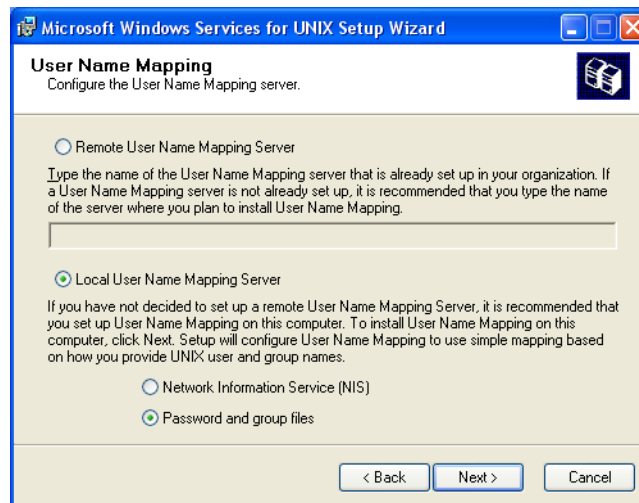 Microsoft Windows Services for UNIX Setup Wizard
User Name Mapping
Configure the User Name Mapping server.
Remote User Name Mapping Server
Type the name of the User Name Mapping server that is already set up in your organization. If
a User Name Mapping server is not already set up, it is recommended that you type the name
of the server where you plan to install User Name Mapping.
Local User Name Mapping Server
If you have not decided to set up a remote User Name Mapping Server, it is recommended that
you set up User Name Mapping on this computer. To install User Name Mapping on this
computer, click Next. Setup will configure User Name Mapping to use simple mapping based
on how you provide UNIX user and group names.
Network Information Service (NIS)
Password and group files
< Back Next > Cancel